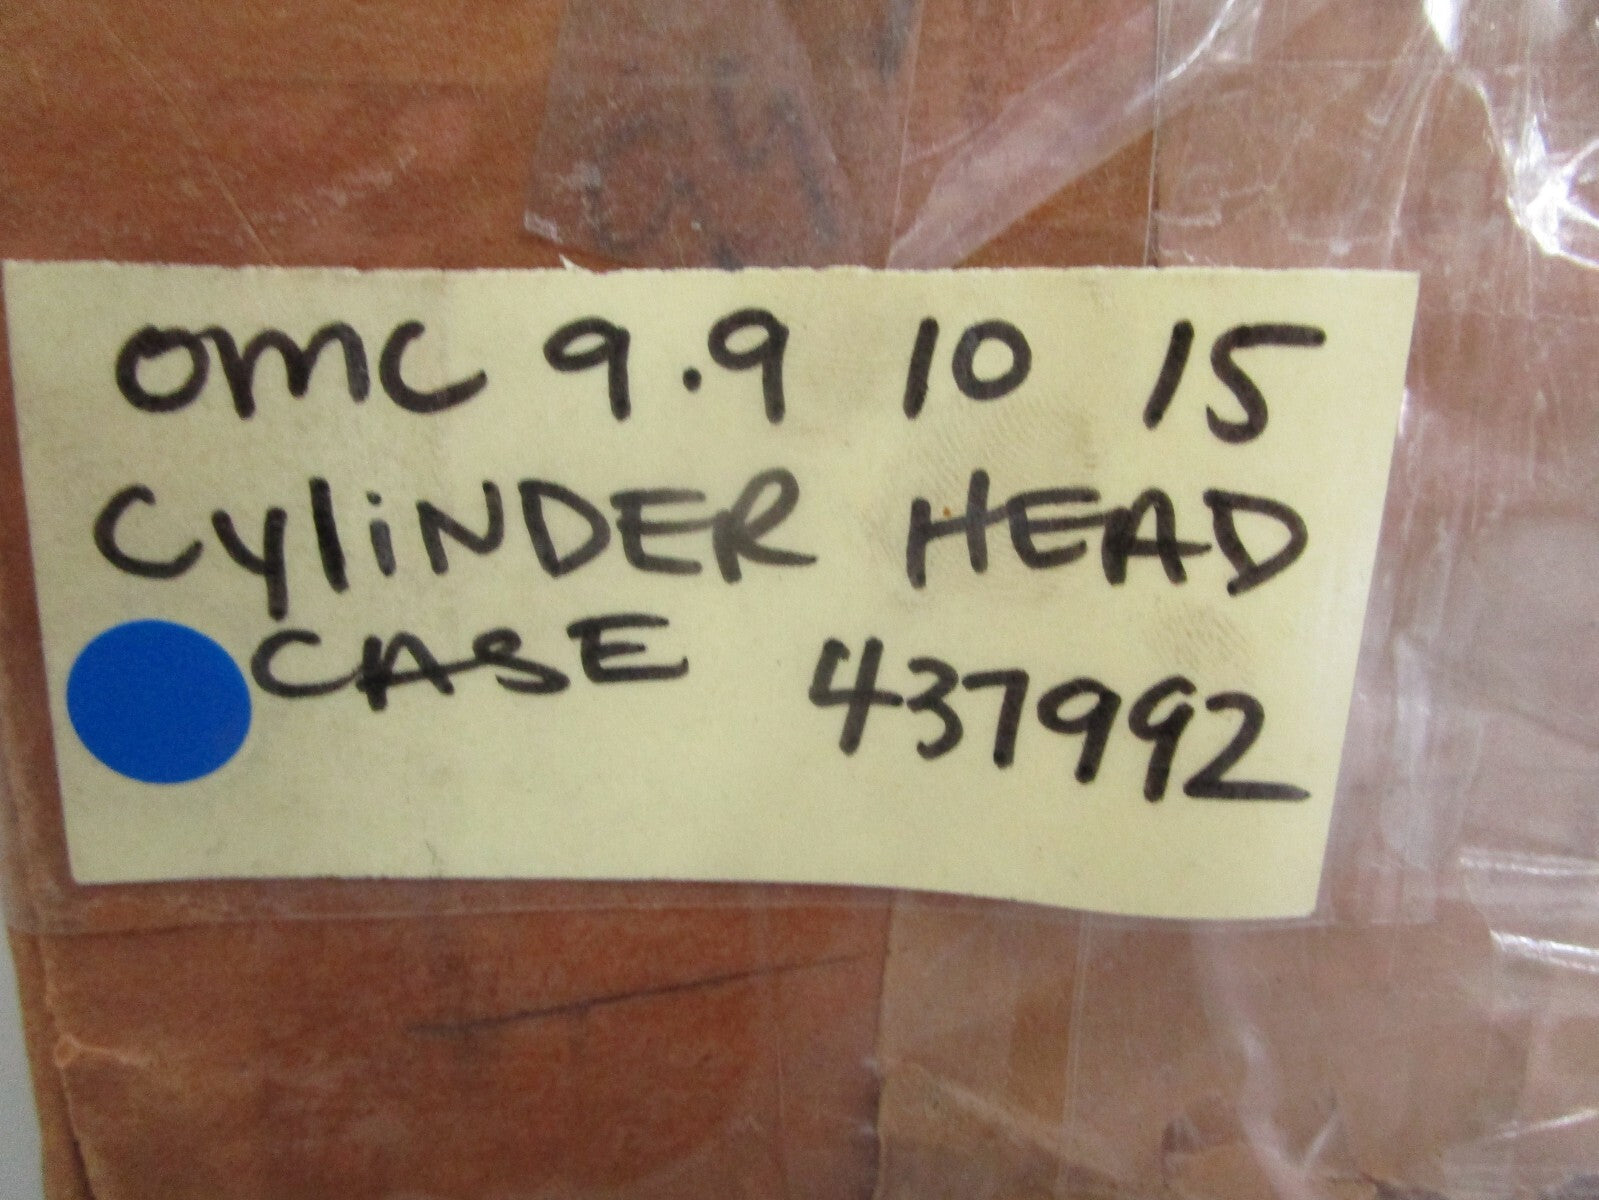 OMC 9.9 10 15
CyliNDER HEAD
CASE 437992